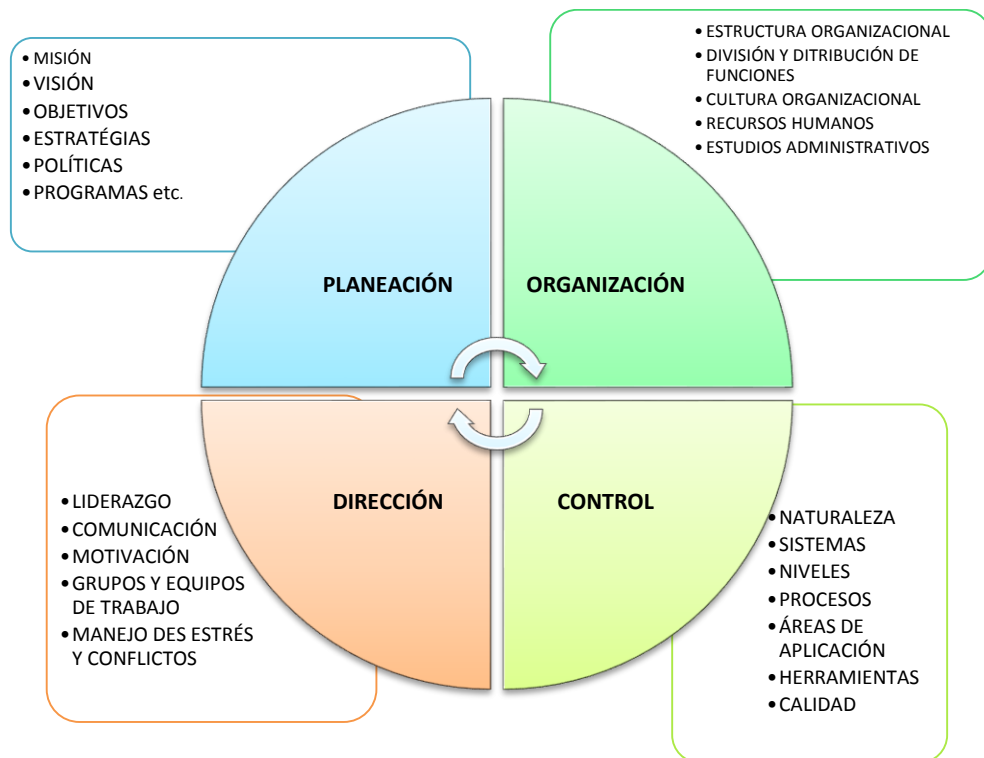 • MISIÓN
• VISIÓN
• OBJETIVOS
• ESTRATÉGIAS
• POLÍTICAS
• PROGRAMAS etc.
• ESTRUCTURA ORGANIZACIONAL
• DIVISIÓN Y DITRIBUCIÓN DE
FUNCIONES
• CULTURA ORGANIZACIONAL
• RECURSOS HUMANOS
• ESTUDIOS ADMINISTRATIVOS
PLANEACIÓN
ORGANIZACIÓN
DIRECCIÓN
CONTROL
• LIDERAZGO
• COMUNICACIÓN
• MOTIVACIÓN
• GRUPOS Y EQUIPOS
DE TRABAJO
• MANEJO DES ESTRÉS
Y CONFLICTOS
• NATURALEZA
• SISTEMAS
• NIVELES
• PROCESOS
• ÁREAS DE
APLICACIÓN
• HERRAMIENTAS
• CALIDAD